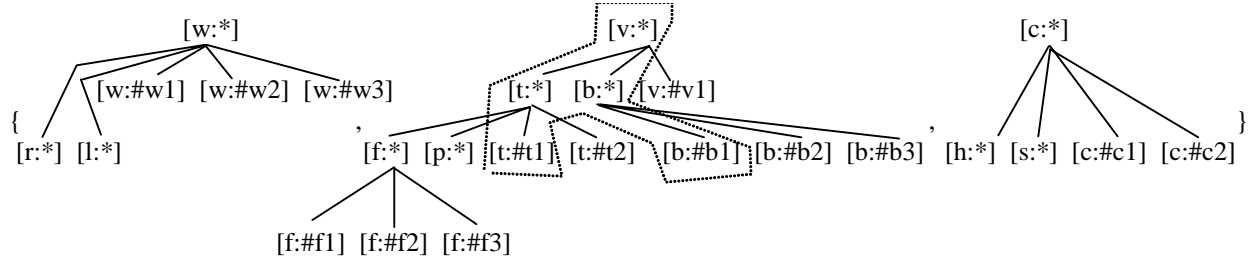 [w:*] [v:*] [c:*]
[w:#w1] [w:#w2] [w:#w3] [t:*] [b:*] [v:#v1]
{ , , }
[r:*] [l:*] [f:*] [p:*] [t:#t1] [t:#t2] [b:#b1] [b:#b2] [b:#b3] [h:*] [s:*] [c:#c1] [c:#c2]
[f:#f1] [f:#f2] [f:#f3]